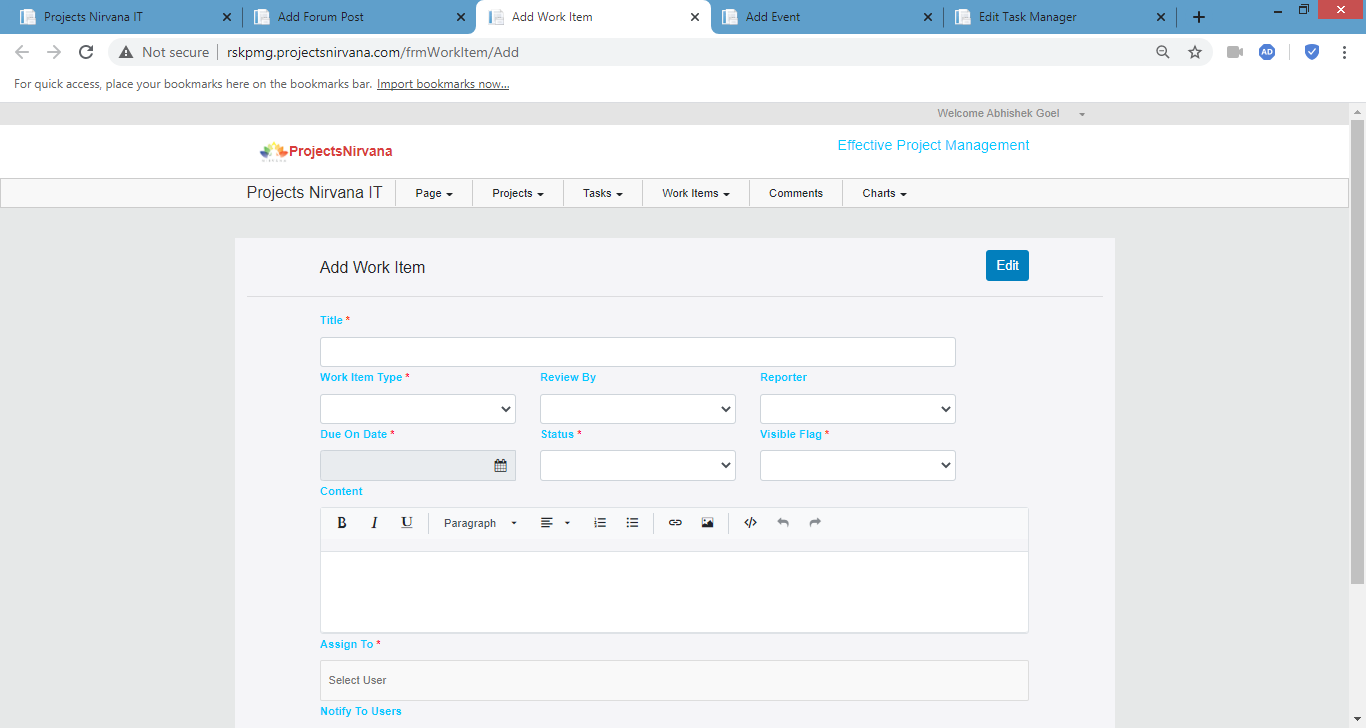 Projects Nirvana IT Add Forum Post Add Work Item Add Event Edit Task Manager
Not secure rskpmg.projectsnirvana.com/frmWorkItem/Add AD
For quick access, place your bookmarks here on the bookmarks bar. Import bookmarks now...
Welcome Abhishek Goel
ProjectsNirvana Effective Project Management
Projects Nirvana IT Page Projects Tasks Work Items Comments Charts
Add Work Item Edit
Title *
Work Item Type * Review By Reporter
Due On Date * Status * Visible Flag *
Content
B I U Paragraph
Assign To *
Select User
Notify To Users